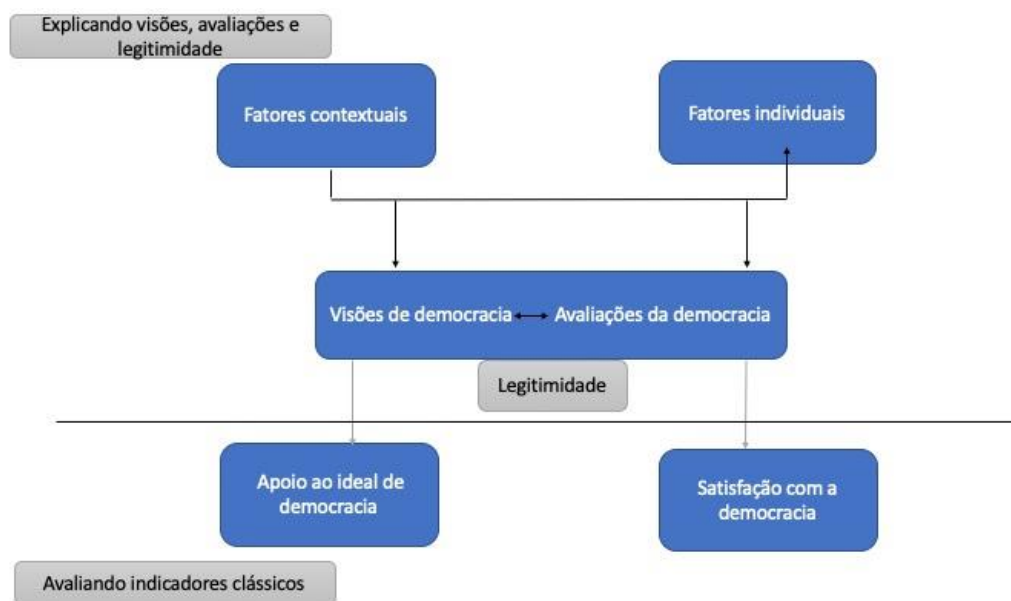 Explicando visões, avaliações e
legitimidade
Fatores contextuais
Fatores individuais
Visões de democracia
Avaliações da democracia
Legitimidade
Apoio ao ideal de
democracia
Satisfação com a
democracia
Avaliando indicadores clássicos